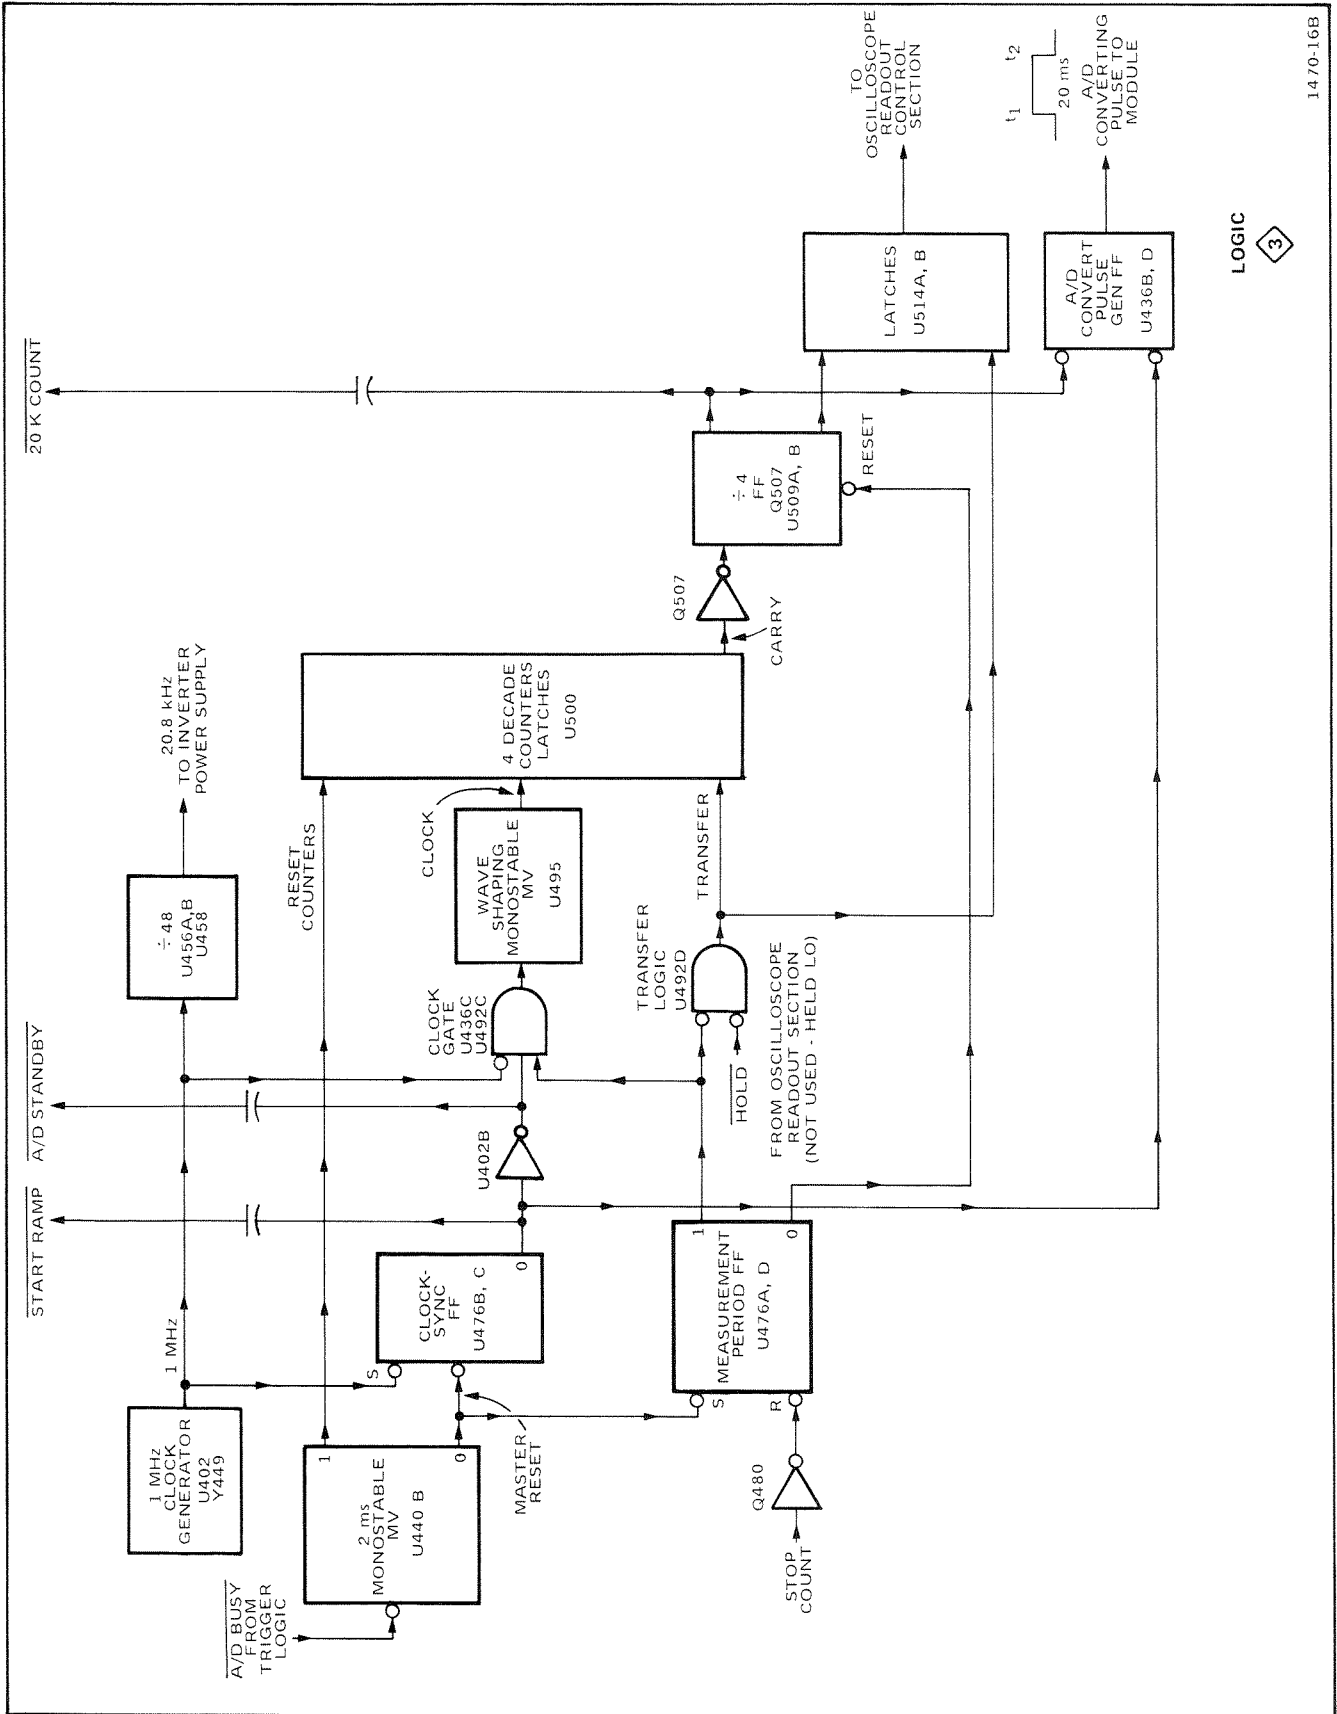 START RAMP
A/D STANDBY
20 K COUNT
1 MHz
CLOCK
GENERATOR
U402
Y449
1 MHz
÷ 48
U456A,B
U458
20.8 kHz
TO INVERTER
POWER SUPPLY
A/D BUSY
FROM
TRIGGER
LOGIC
2 ms
MONOSTABLE
MV
U440 B
1
0
MASTER
RESET
RESET
COUNTERS
S
CLOCK-
SYNC
FF
U476B, C
0
U402B
CLOCK
GATE
U436C
U492C
WAVE
SHAPING
MONOSTABLE
MV
U495
CLOCK
4 DECADE
COUNTERS
LATCHES
U500
STOP
COUNT
Q480
S
R
MEASUREMENT
PERIOD FF
U476A, D
1
0
TRANSFER
LOGIC
U492D
HOLD
FROM OSCILLOSCOPE
READOUT SECTION
(NOT USED - HELD LO)
TRANSFER
CARRY
Q507
÷ 4
FF
Q507
U509A, B
RESET
LATCHES
U514A, B
TO
OSCILLOSCOPE
READOUT
CONTROL
SECTION
A/D
CONVERT
PULSE
GEN FF
U436B, D
t1
t2
20 ms
A/D
CONVERTING
PULSE TO
MODULE
LOGIC
3
1470-16B